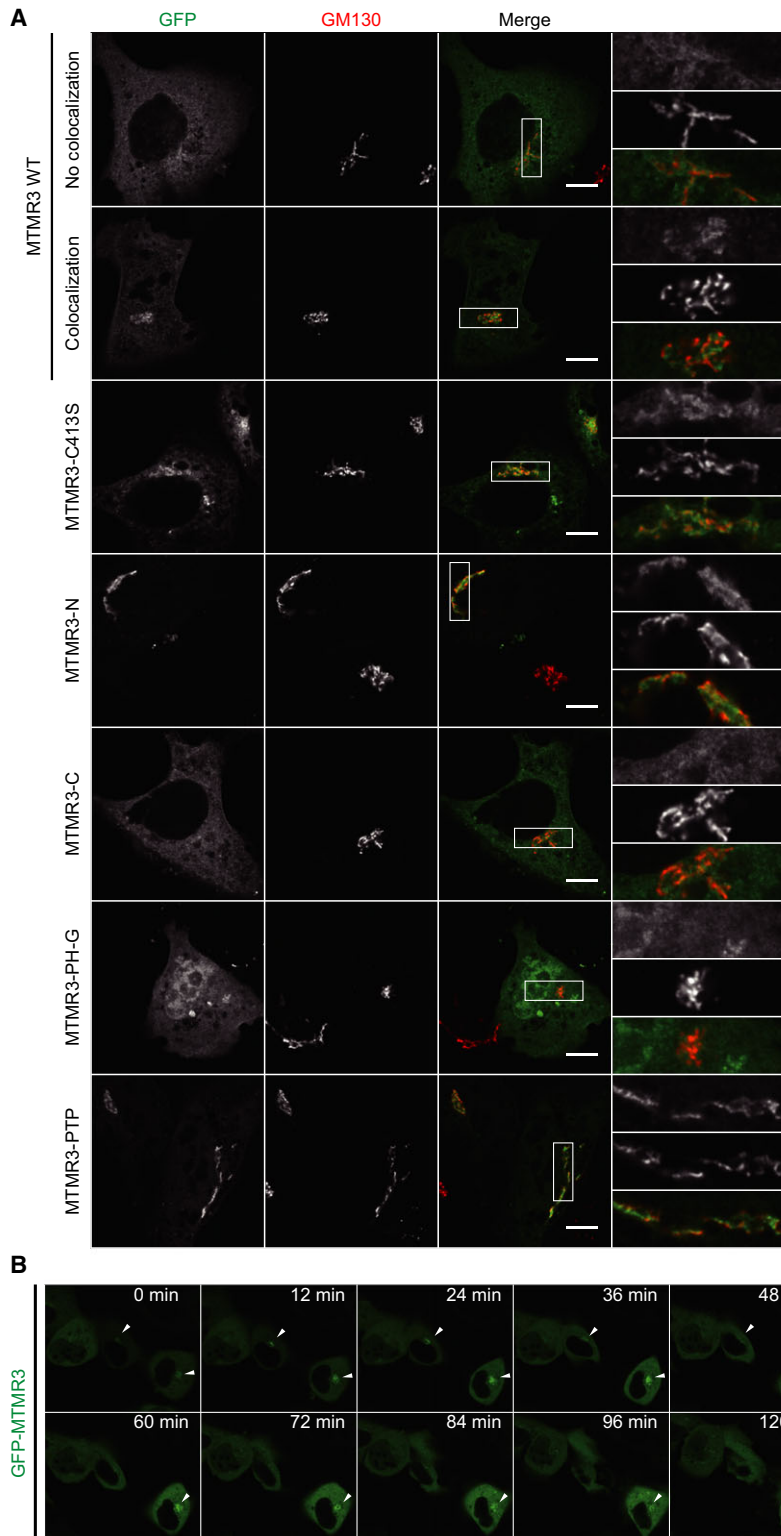 A
GFP
GM130
Merge
MTMR3 WT
No colocalization
Colocalization
MTMR3-C413S
MTMR3-N
MTMR3-C
MTMR3-PH-G
MTMR3-PTP
B
GFP-MTMR3
0 min
12 min
24 min
36 min
48
60 min
72 min
84 min
96 min